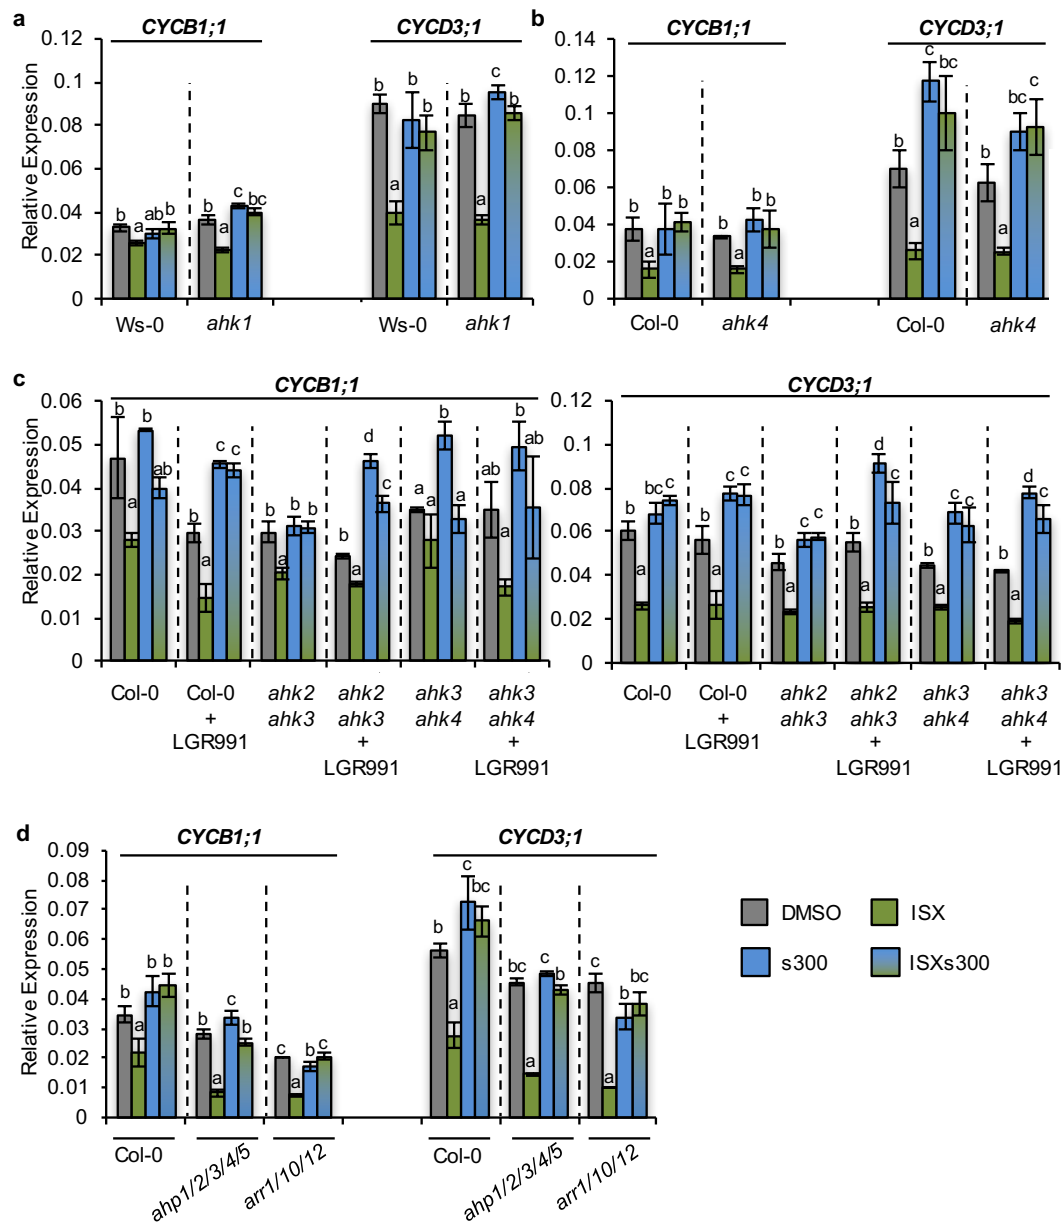 a
CYCB1;1
CYCD3;1
0.12
0.1
0.08
0.06
0.04
0.02
0
Relative Expression
b a ab b
b a c bc
b a b b
b a c b
Ws-0
ahk1
Ws-0
ahk1
b
CYCB1;1
CYCD3;1
0.14
0.12
0.1
0.08
0.06
0.04
0.02
0
b a b b
b a b b
b a c bc
b a bc c
Col-0
ahk4
Col-0
ahk4
c
CYCB1;1
0.06
0.05
0.04
0.03
0.02
0.01
0
Relative Expression
b a b ab
b a c c
b a b b
b a d c
a a b a
ab a b ab
Col-0
Col-0
+
LGR991
ahk2
ahk3
ahk2
ahk3
+
LGR991
ahk3
ahk4
ahk3
ahk4
+
LGR991
CYCD3;1
0.12
0.1
0.08
0.06
0.04
0.02
0
b a bc c
b a c c
b a c c
b a d c
b a c c
b a d c
Col-0
Col-0
+
LGR991
ahk2
ahk3
ahk2
ahk3
+
LGR991
ahk3
ahk4
ahk3
ahk4
+
LGR991
d
CYCB1;1
CYCD3;1
0.09
0.08
0.07
0.06
0.05
0.04
0.03
0.02
0.01
0
Relative Expression
b a b b
b a c b
c a b c
b a c bc
bc a c b
c a b bc
Col-0
ahp1/2/3/4/5
arr1/10/12
Col-0
ahp1/2/3/4/5
arr1/10/12
DMSO
ISX
s300
ISXs300